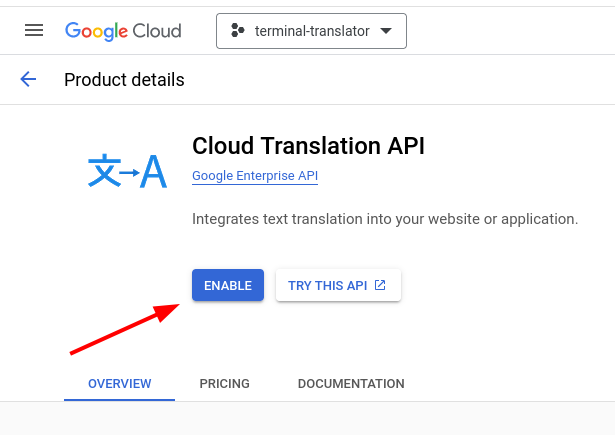 Google Cloud
terminal-translator
Product details
文→A
Cloud Translation API
Google Enterprise API
Integrates text translation into your website or application.
ENABLE
TRY THIS API
OVERVIEW
PRICING
DOCUMENTATION